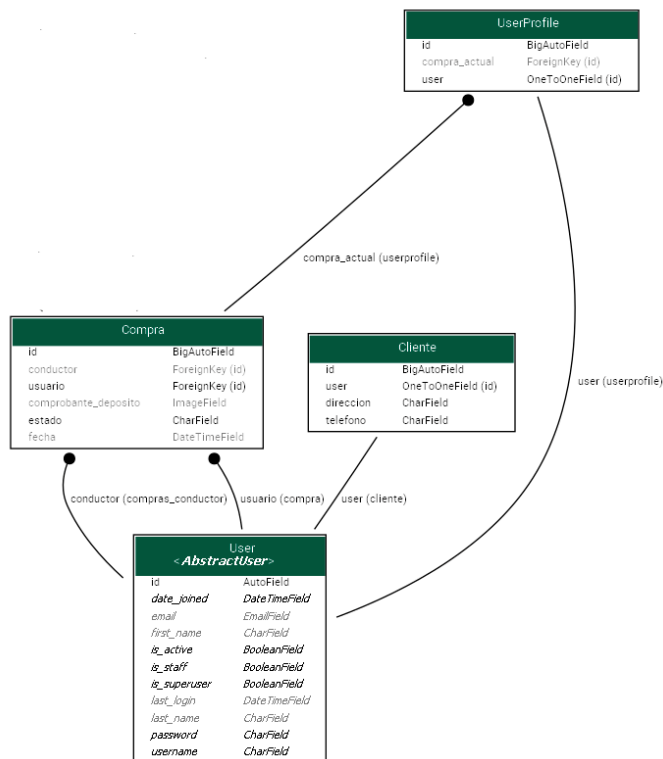 UserProfile
id BigAutoField
compra_actual ForeignKey (id)
user OneToOneField (id)
compra_actual (userprofile)
Compra
id BigAutoField
conductor ForeignKey (id)
usuario ForeignKey (id)
comprobante_deposito ImageField
estado CharField
fecha DateTimeField
Cliente
id BigAutoField
user OneToOneField (id)
direccion CharField
telefono CharField
user (userprofile)
conductor (compras_conductor)
usuario (compra)
user (cliente)
User
<AbstractUser>
id AutoField
date_joined DateTimeField
email EmailField
first_name CharField
is_active BooleanField
is_staff BooleanField
is_superuser BooleanField
last_login DateTimeField
last_name CharField
password CharField
username CharField